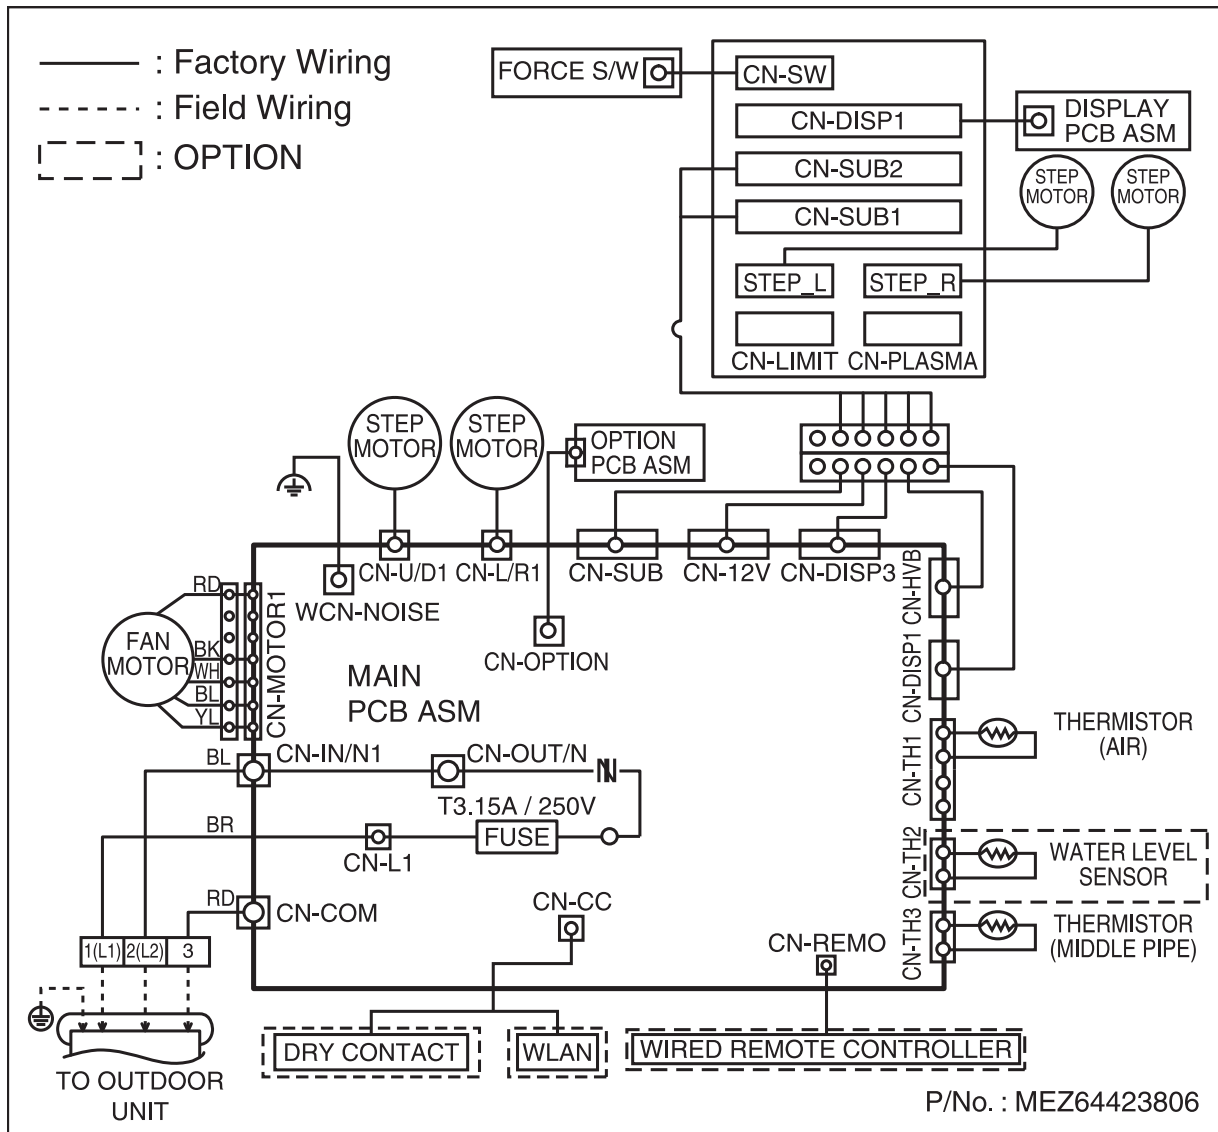 : Factory Wiring
: Field Wiring
: OPTION
FORCE S/W
CN-SW
CN-DISP1
DISPLAY
PCB ASM
CN-SUB2
CN-SUB1
STEP
MOTOR
STEP
MOTOR
STEP_L
STEP_R
CN-LIMIT
CN-PLASMA
STEP
MOTOR
STEP
MOTOR
OPTION
PCB ASM
CN-U/D1
CN-L/R1
CN-SUB
CN-12V
CN-DISP3
WCN-NOISE
CN-OPTION
CN-HVB
CN-DISP1
RD
FAN
MOTOR
BK
WH
BL
YL
CN-MOTOR1
MAIN
PCB ASM
BL
CN-IN/N1
CN-OUT/N
T3.15A / 250V
BR
FUSE
CN-L1
CN-TH1
THERMISTOR
(AIR)
CN-TH2
WATER LEVEL
SENSOR
CN-TH3
THERMISTOR
(MIDDLE PIPE)
RD
CN-COM
CN-CC
CN-REMO
1(L1)
2(L2)
3
TO OUTDOOR
UNIT
DRY CONTACT
WLAN
WIRED REMOTE CONTROLLER
P/No. : MEZ64423806